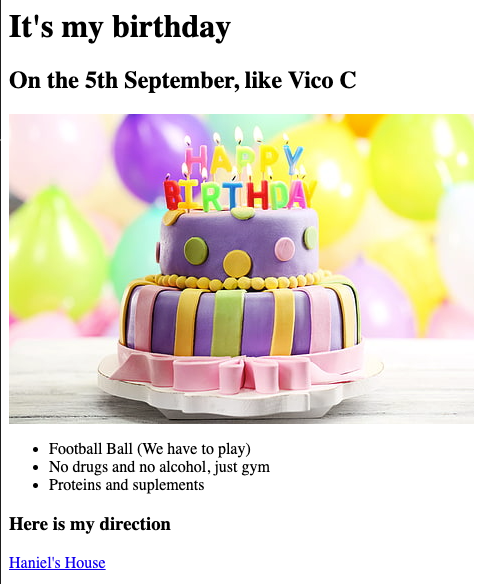 It's my birthday
On the 5th September, like Vico C
HAPPY
BIRTHDAY
Football Ball (We have to play)
No drugs and no alcohol, just gym
Proteins and suplements
Here is my direction
Haniel's House